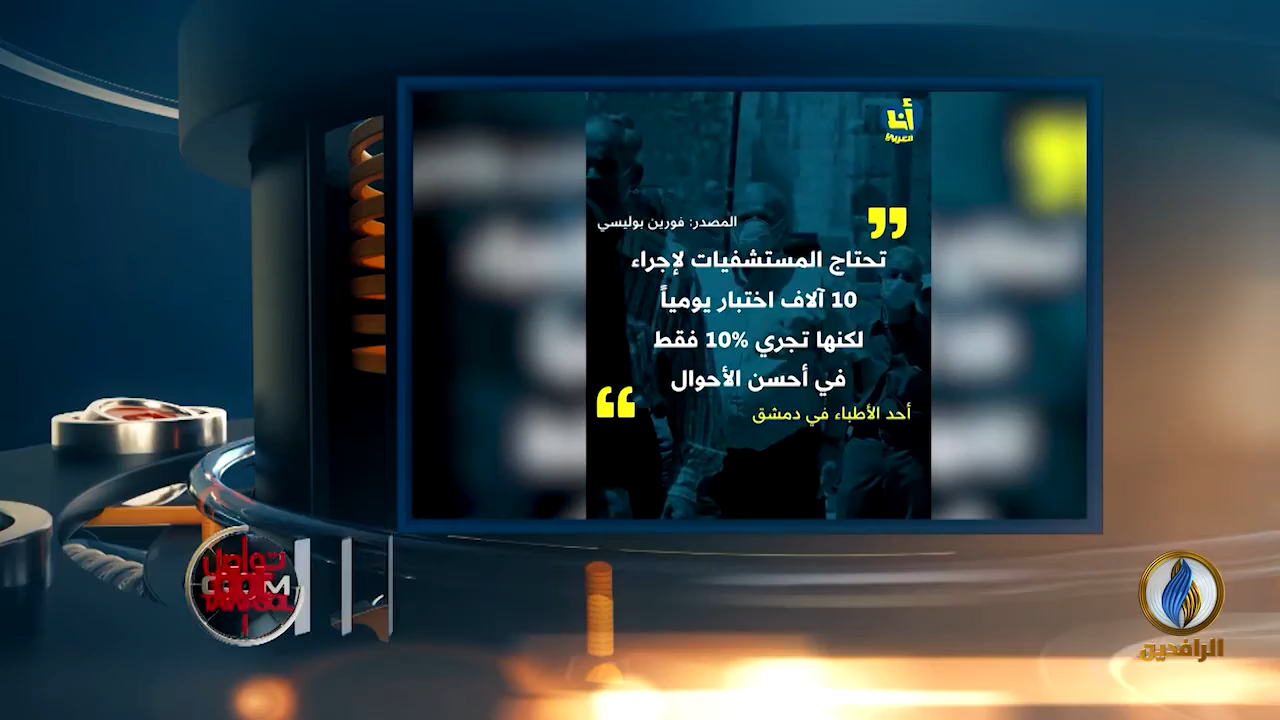 أنا
العربي
المصدر: فورين بوليسي
تحتاج المستشفيات لإجراء
10 آلاف اختبار يومياً
لكنها تجري 10% فقط
في أحسن الأحوال
أحد الأطباء في دمشق
تواصل
TAWASOL
الرافدين